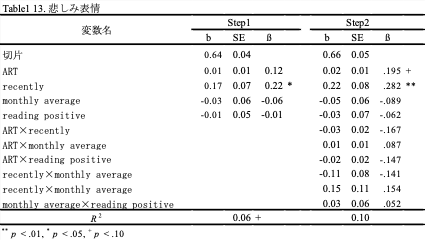 Table1 13. 悲しみ表情
Step1 Step2
変数名 b SE ß b SE ß
切片 0.64 0.04 0.66 0.05
ART 0.01 0.01 0.12 0.02 0.01 .195 +
recently 0.17 0.07 0.22 * 0.22 0.08 .282 **
monthly average -0.03 0.06 -0.06 -0.05 0.06 -.089
reading positive -0.01 0.05 -0.01 -0.03 0.07 -.062
ART×recently -0.03 0.02 -.167
ART×monthly average 0.01 0.01 .087
ART×reading positive -0.02 0.02 -.147
recently×monthly average -0.11 0.08 -.141
recently×monthly average 0.15 0.11 .154
monthly average×reading positive 0.03 0.06 .052
R² 0.06 + 0.10
** p <.01, * p <.05, + p <.10